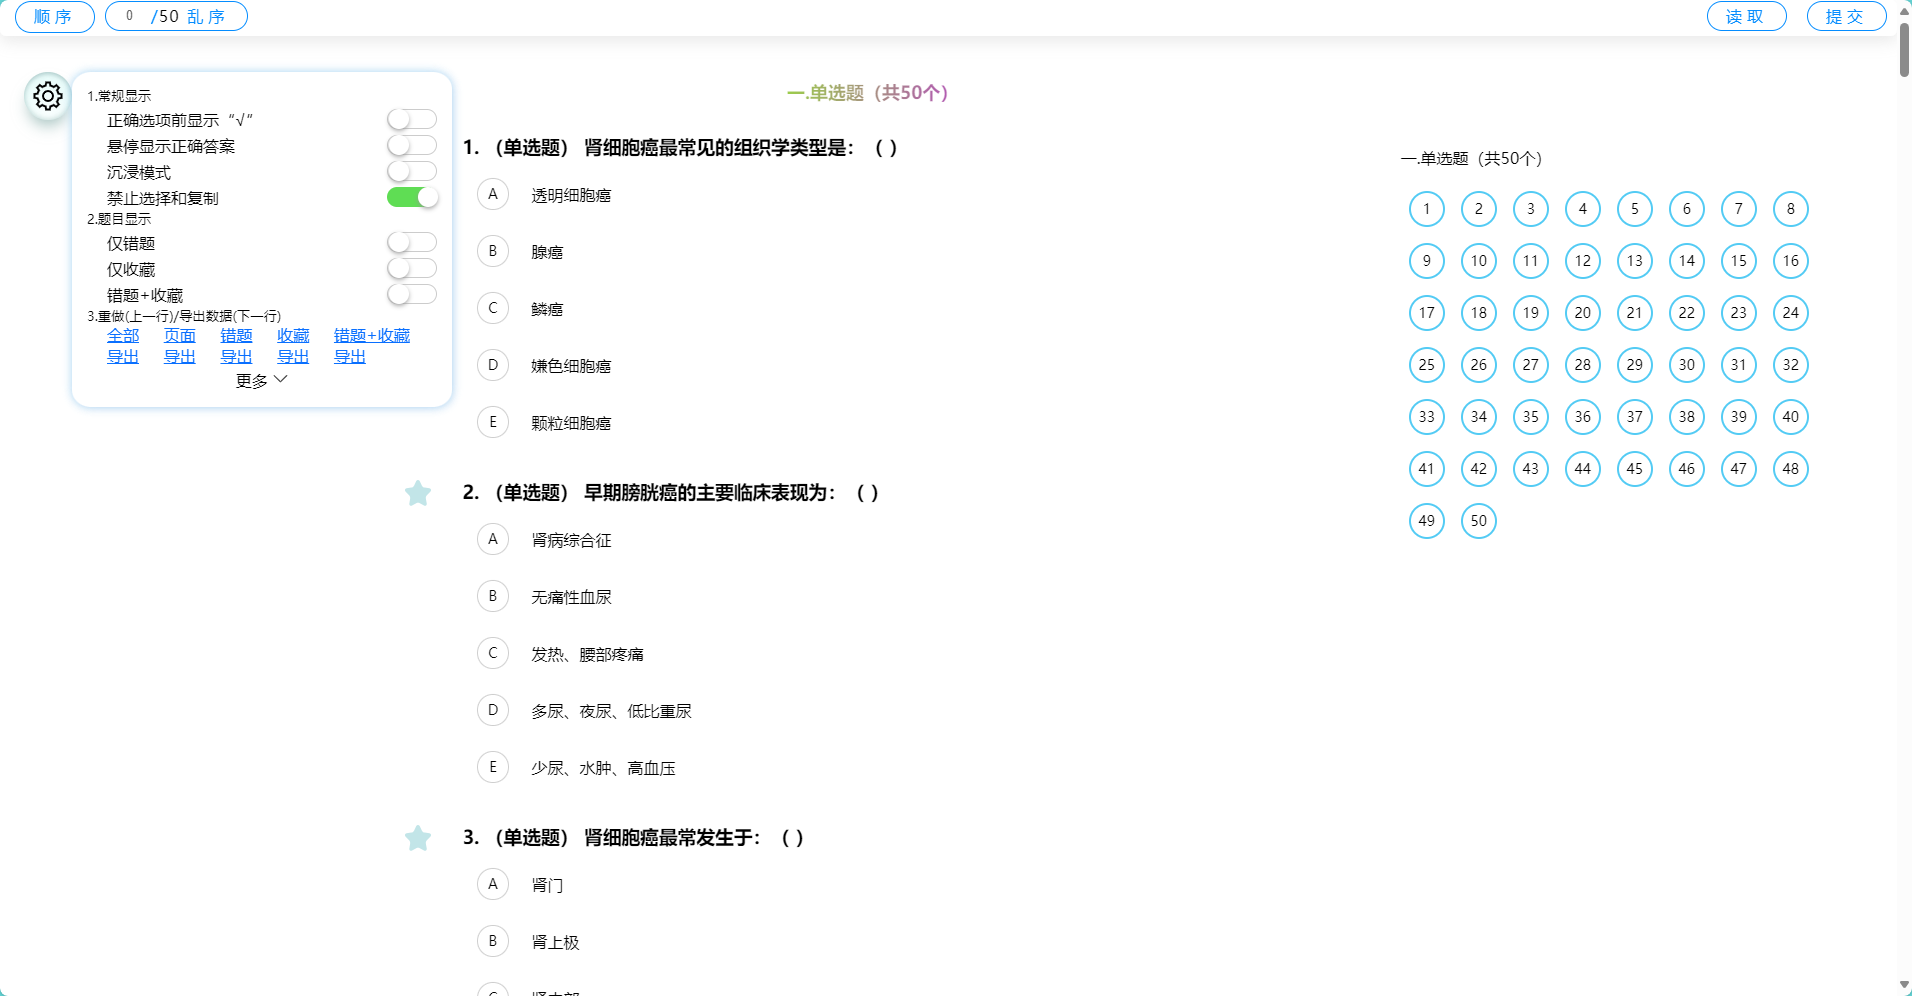 顺 序
0 /50 乱 序
读 取
提 交
1.常规显示
正确选项前显示“√”
悬停显示正确答案
沉浸模式
禁止选择和复制
2.题目显示
仅错题
仅收藏
错题+收藏
3.重做(上一行)/导出数据(下一行)
全部 页面 错题 收藏 错题+收藏
导出 导出 导出 导出 导出
更多
一.单选题（共50个）
1. （单选题） 肾细胞癌最常见的组织学类型是： （ ）
A 透明细胞癌
B 腺癌
C 鳞癌
D 嫌色细胞癌
E 颗粒细胞癌
2. （单选题） 早期膀胱癌的主要临床表现为： （ ）
A 肾病综合征
B 无痛性血尿
C 发热、腰部疼痛
D 多尿、夜尿、低比重尿
E 少尿、水肿、高血压
3. （单选题） 肾细胞癌最常发生于： （ ）
A 肾门
B 肾上极
一.单选题（共50个）
1 2 3 4 5 6 7 8
9 10 11 12 13 14 15 16
17 18 19 20 21 22 23 24
25 26 27 28 29 30 31 32
33 34 35 36 37 38 39 40
41 42 43 44 45 46 47 48
49 50